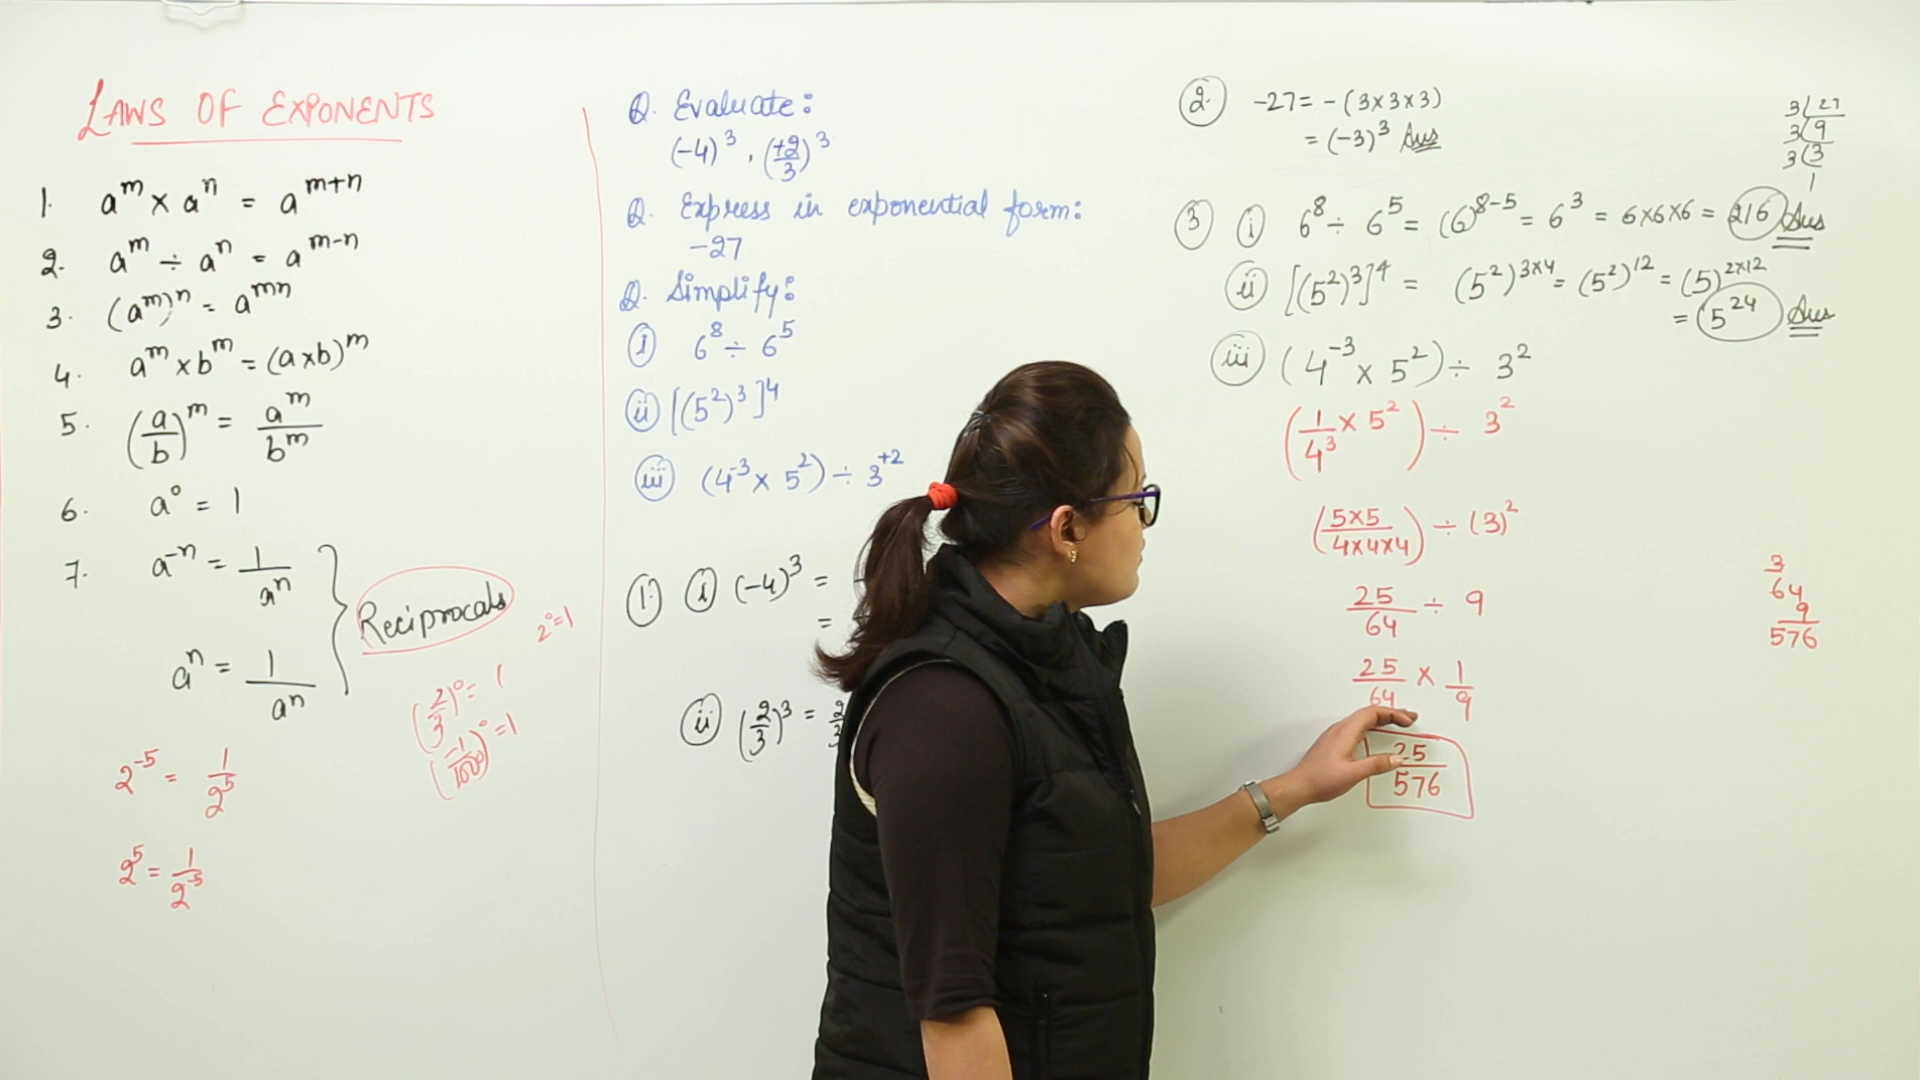 LAWS OF EXPONENTS
1. a^m × a^n = a^{m+n}
2. a^m ÷ a^n = a^{m-n}
3. (a^m)^n = a^{mn}
4. a^m × b^m = (a × b)^m
5. (a/b)^m = a^m/b^m
6. a^0 = 1
7. a^{-n} = 1/a^n
a^n = 1/a^n
Reciprocals
2^0 = 1
(2/3)^0 = 1
(-1/100)^0 = 1
2^{-5} = 1/2^5
2^5 = 1/2^{-5}
Q. Evaluate:
(-4)^3, (+2/3)^3
Q. Express in exponential form:
-27
Q. Simplify:
(i) 6^8 ÷ 6^5
(ii) [(5^2)^3]^4
(iii) (4^{-3} × 5^2) ÷ 3^{+2}
(1.) (i) (-4)^3 = -
=
(ii) (2/3)^3 = 2/3
(2.) -27 = -(3×3×3)
= (-3)^3 Ans
3 | 27
3 | 9
3 | 3
1
(3) (i) 6^8 ÷ 6^5 = (6)^{8-5} = 6^3 = 6×6×6 = 216 Ans
(ii) [(5^2)^3]^4 = (5^2)^{3×4} = (5^2)^{12} = (5)^{2×12}
= 5^{24} Ans
(iii) (4^{-3} × 5^2) ÷ 3^2
(1/4^3 × 5^2) ÷ 3^2
(5×5/4×4×4) ÷ (3)^2
25/64 ÷ 9
25/64 × 1/9
25/576
3
64
9
576